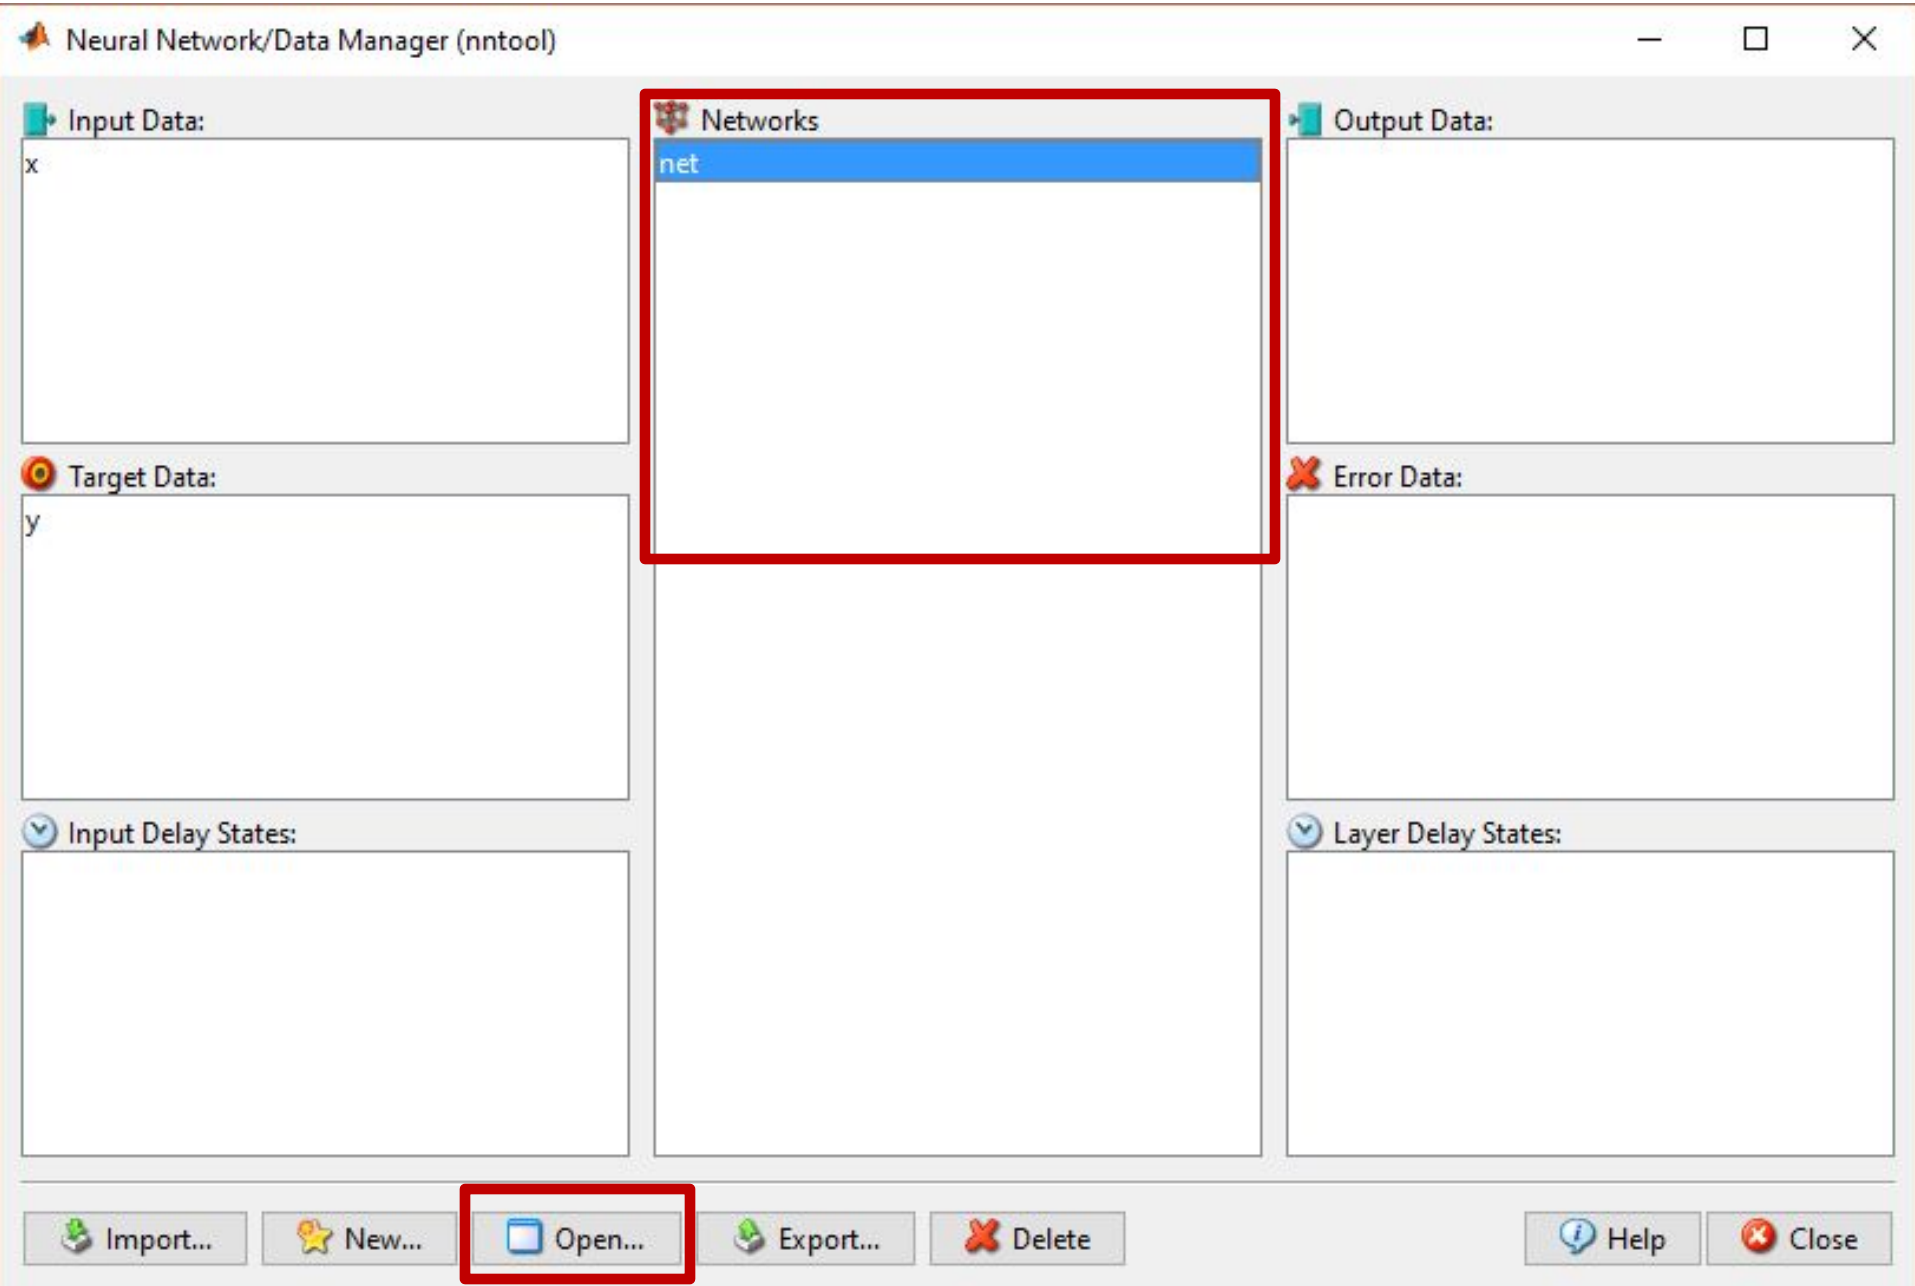 Neural Network/Data Manager (nntool)
Input Data:
x
Networks
net
Output Data:
Target Data:
y
Error Data:
Input Delay States:
Layer Delay States:
Import...
New...
Open...
Export...
Delete
Help
Close